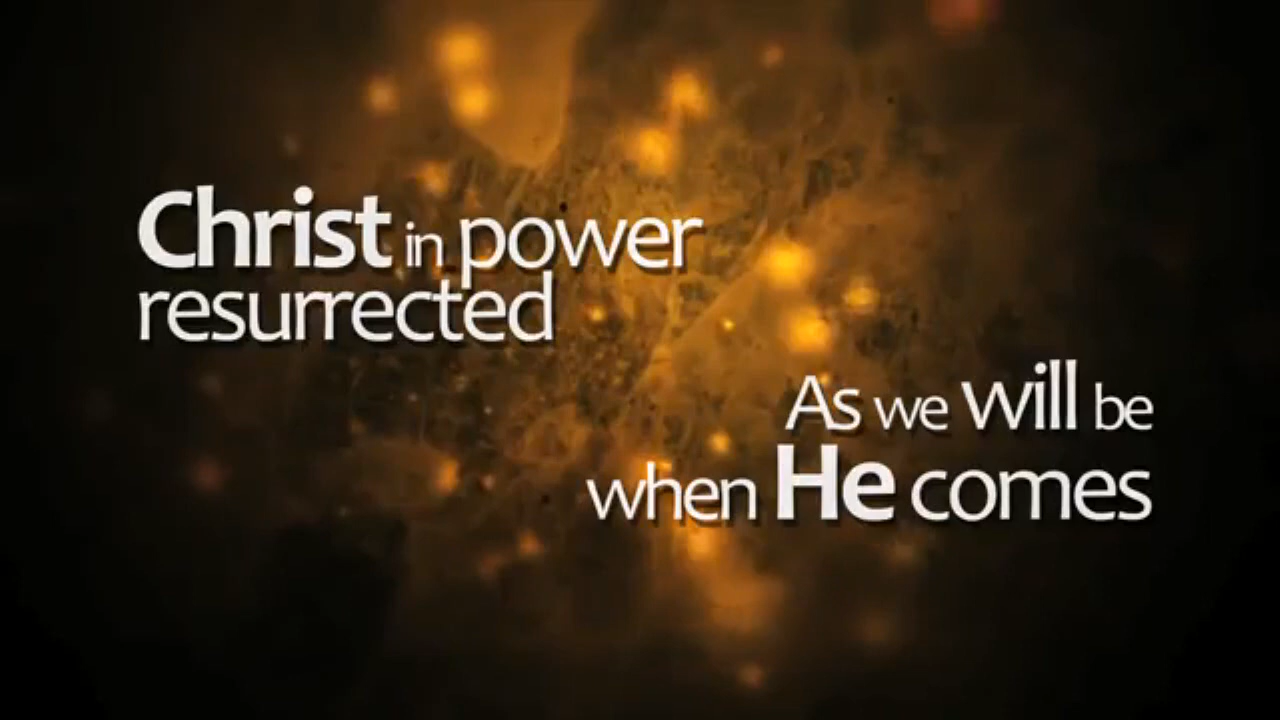 Christ in power
resurrected
As we will be
when He comes